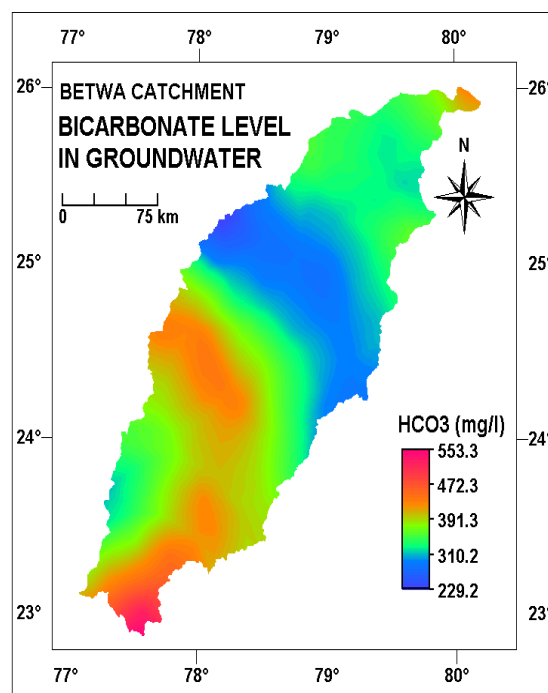 77° 78° 79° 80°
26° 26°
BETWA CATCHMENT
BICARBONATE LEVEL
IN GROUNDWATER
N
0 75 km
25° 25°
24° 24°
HCO3 (mg/l)
553.3
472.3
391.3
310.2
229.2
23° 23°
77° 78° 79° 80°